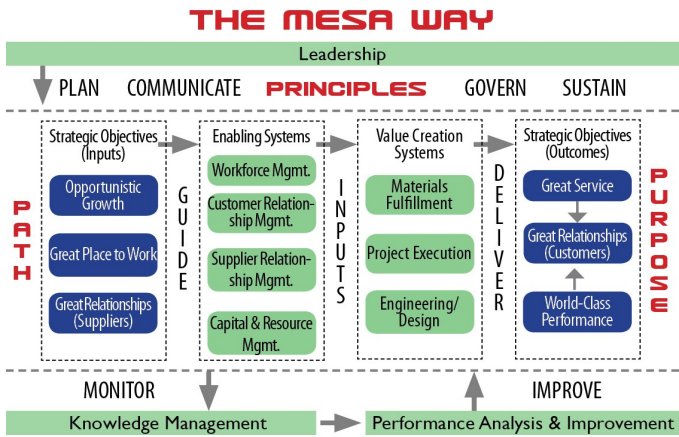 THE MESA WAY
Leadership
PLAN COMMUNICATE PRINCIPLES GOVERN SUSTAIN
PATH
Strategic Objectives
(Inputs)
Opportunistic
Growth
Great Place to Work
Great Relationships
(Suppliers)
GUIDE
Enabling Systems
Workforce Mgmt.
Customer Relation-
ship Mgmt.
Supplier Relation-
ship Mgmt.
Capital & Resource
Mgmt.
INPUTS
Value Creation
Systems
Materials
Fulfillment
Project Execution
Engineering/
Design
DELIVER
Strategic Objectives
(Outcomes)
Great Service
Great Relationships
(Customers)
World-Class
Performance
PURPOSE
MONITOR IMPROVE
Knowledge Management
Performance Analysis & Improvement